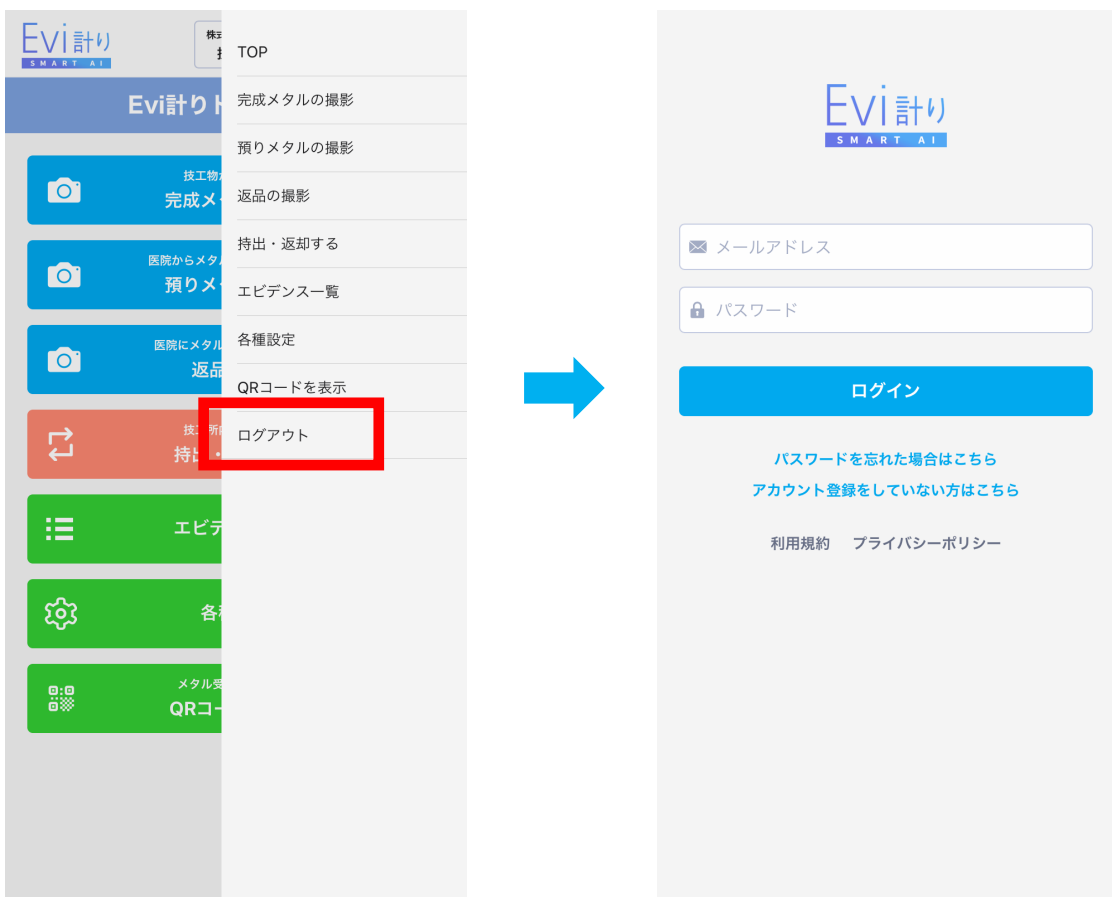 Evi計り
SMART AI
株式
Evi計りト
技工物
完成メ
医院からメタル
預りメ
医院にメタル
返品
技工所内
持出・
エビデ
各種
メタル受
QRコー
TOP
完成メタルの撮影
預りメタルの撮影
返品の撮影
持出・返却する
エビデンス一覧
各種設定
QRコードを表示
ログアウト
Evi計り
SMART AI
メールアドレス
パスワード
ログイン
パスワードを忘れた場合はこちら
アカウント登録をしていない方はこちら
利用規約 プライバシーポリシー